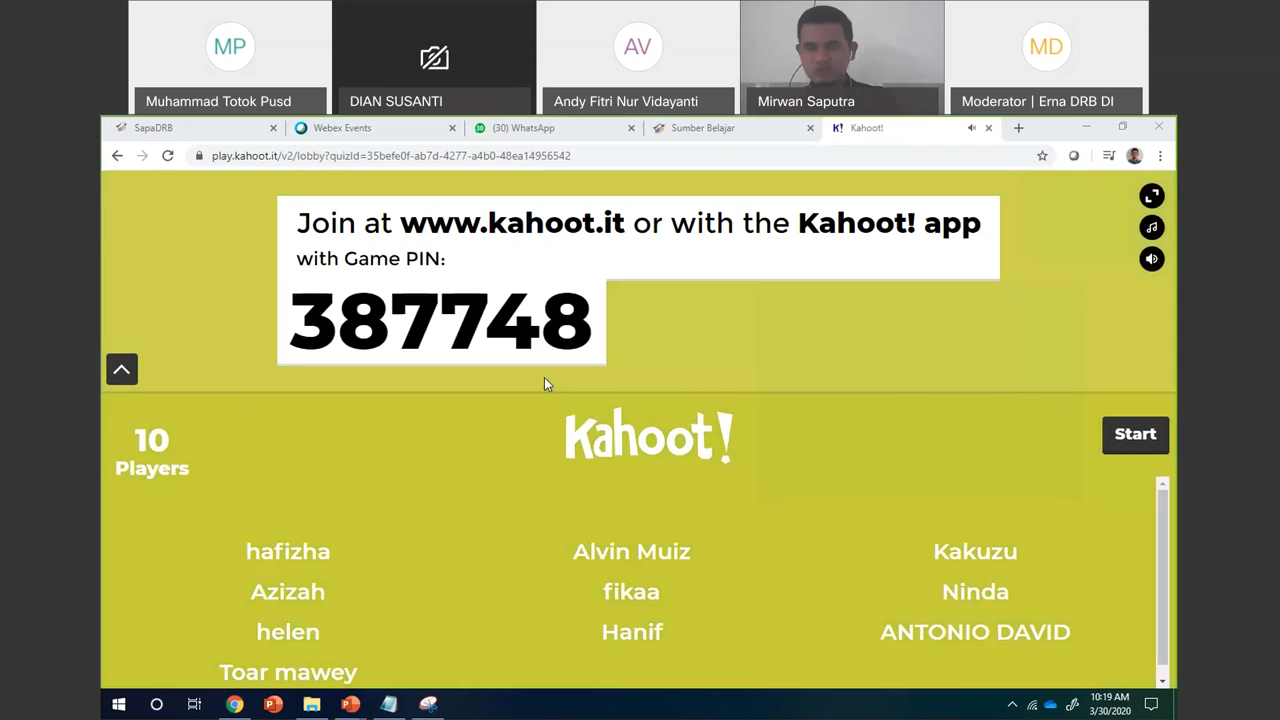 MP
AV
MD
Muhammad Totok Pusd
DIAN SUSANTI
Andy Fitri Nur Vidayanti
Mirwan Saputra
Moderator | Erna DRB DI
SapaDRB
Webex Events
(30) WhatsApp
Sumber Belajar
K! Kahoot!
play.kahoot.it/v2/lobby?quizId=35befe0f-ab7d-4277-a4b0-48ea14956542
Join at www.kahoot.it or with the Kahoot! app
with Game PIN:
387748
10
Players
Kahoot!
Start
hafizha
Alvin Muiz
Kakuzu
Azizah
fikaa
Ninda
helen
Hanif
ANTONIO DAVID
Toar mawey
10:19 AM
3/30/2020